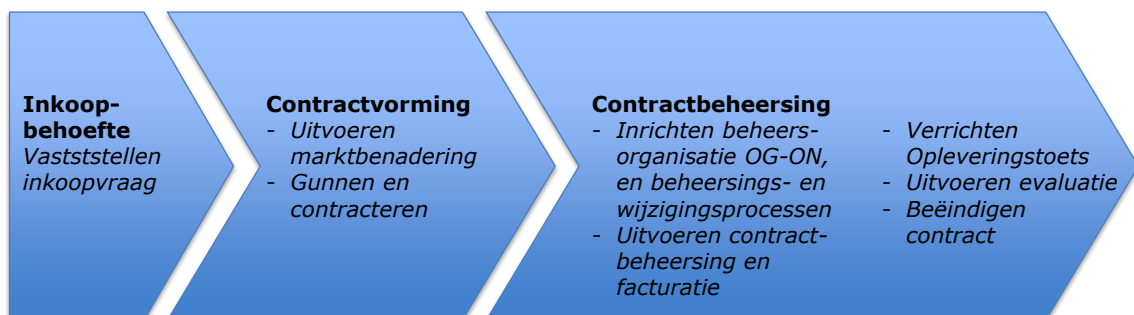 Inkoop-
behoefte
Vastststellen
inkoopvraag
Contractvorming
- Uitvoeren
marktbenadering
- Gunnen en
contracteren
Contractbeheersing
- Inrichten beheers-
organisatie OG-ON,
en beheersings- en
wijzigingsprocessen
- Uitvoeren contract-
beheersing en
facturatie
- Verrichten
Opleveringstoets
- Uitvoeren evaluatie
- Beëindigen
contract